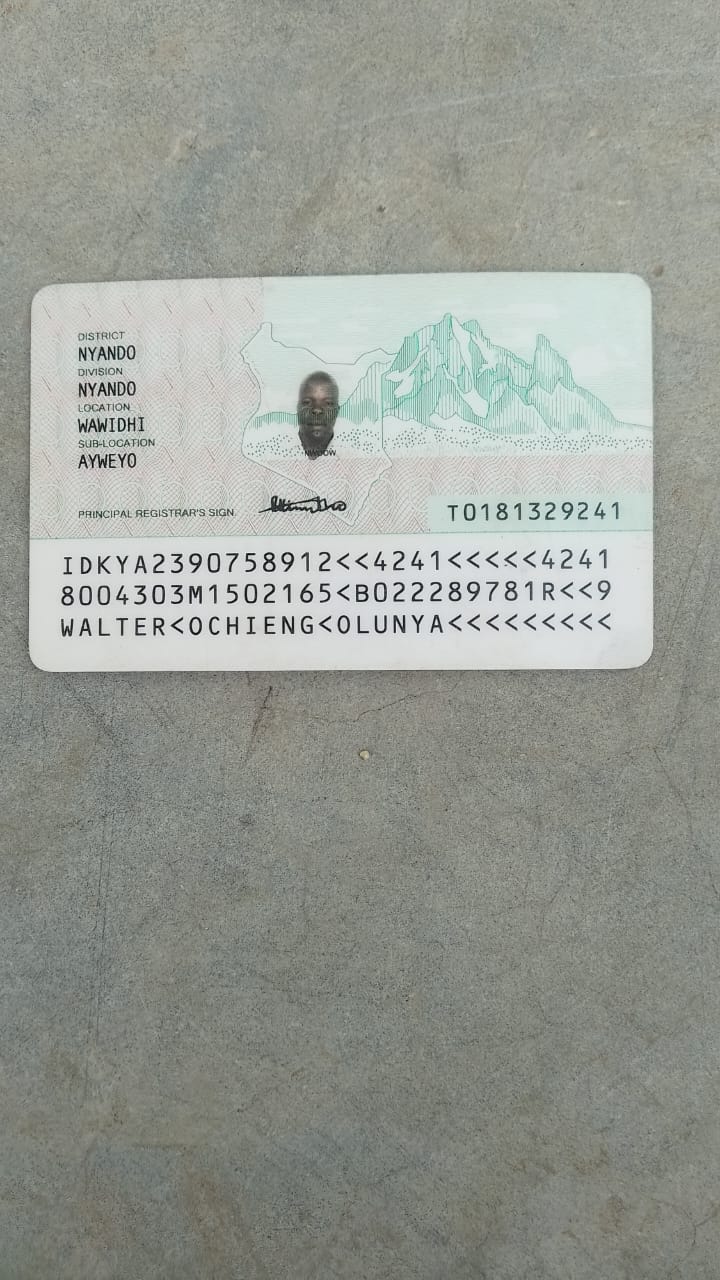 DISTRICT
NYANDO
DIVISION
NYANDO
LOCATION
WAWIDHI
SUB-LOCATION
AYWEYO
PRINCIPAL REGISTRAR'S SIGN.
T0181329241
IDKYA2390758912<<4241<<<<<4241
8004303M1502165<B022289781R<<9
WALTER<OCHIENG<OLUNYA<<<<<<<<<